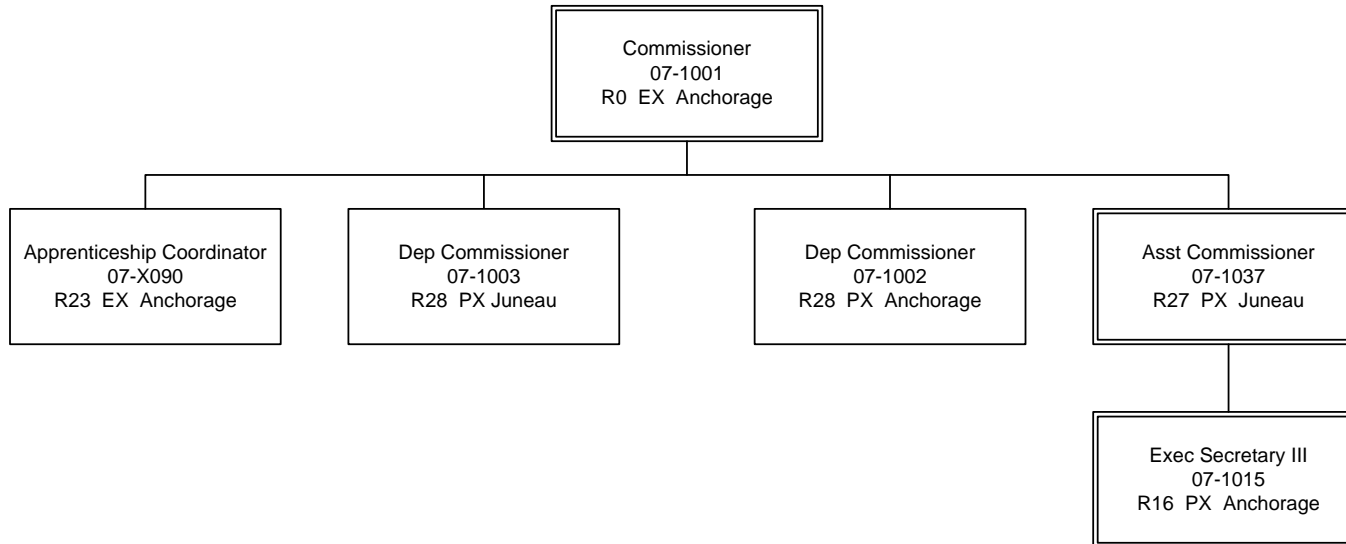 Commissioner
07-1001
R0 EX Anchorage
Apprenticeship Coordinator
07-X090
R23 EX Anchorage
Dep Commissioner
07-1003
R28 PX Juneau
Dep Commissioner
07-1002
R28 PX Anchorage
Asst Commissioner
07-1037
R27 PX Juneau
Exec Secretary III
07-1015
R16 PX Anchorage